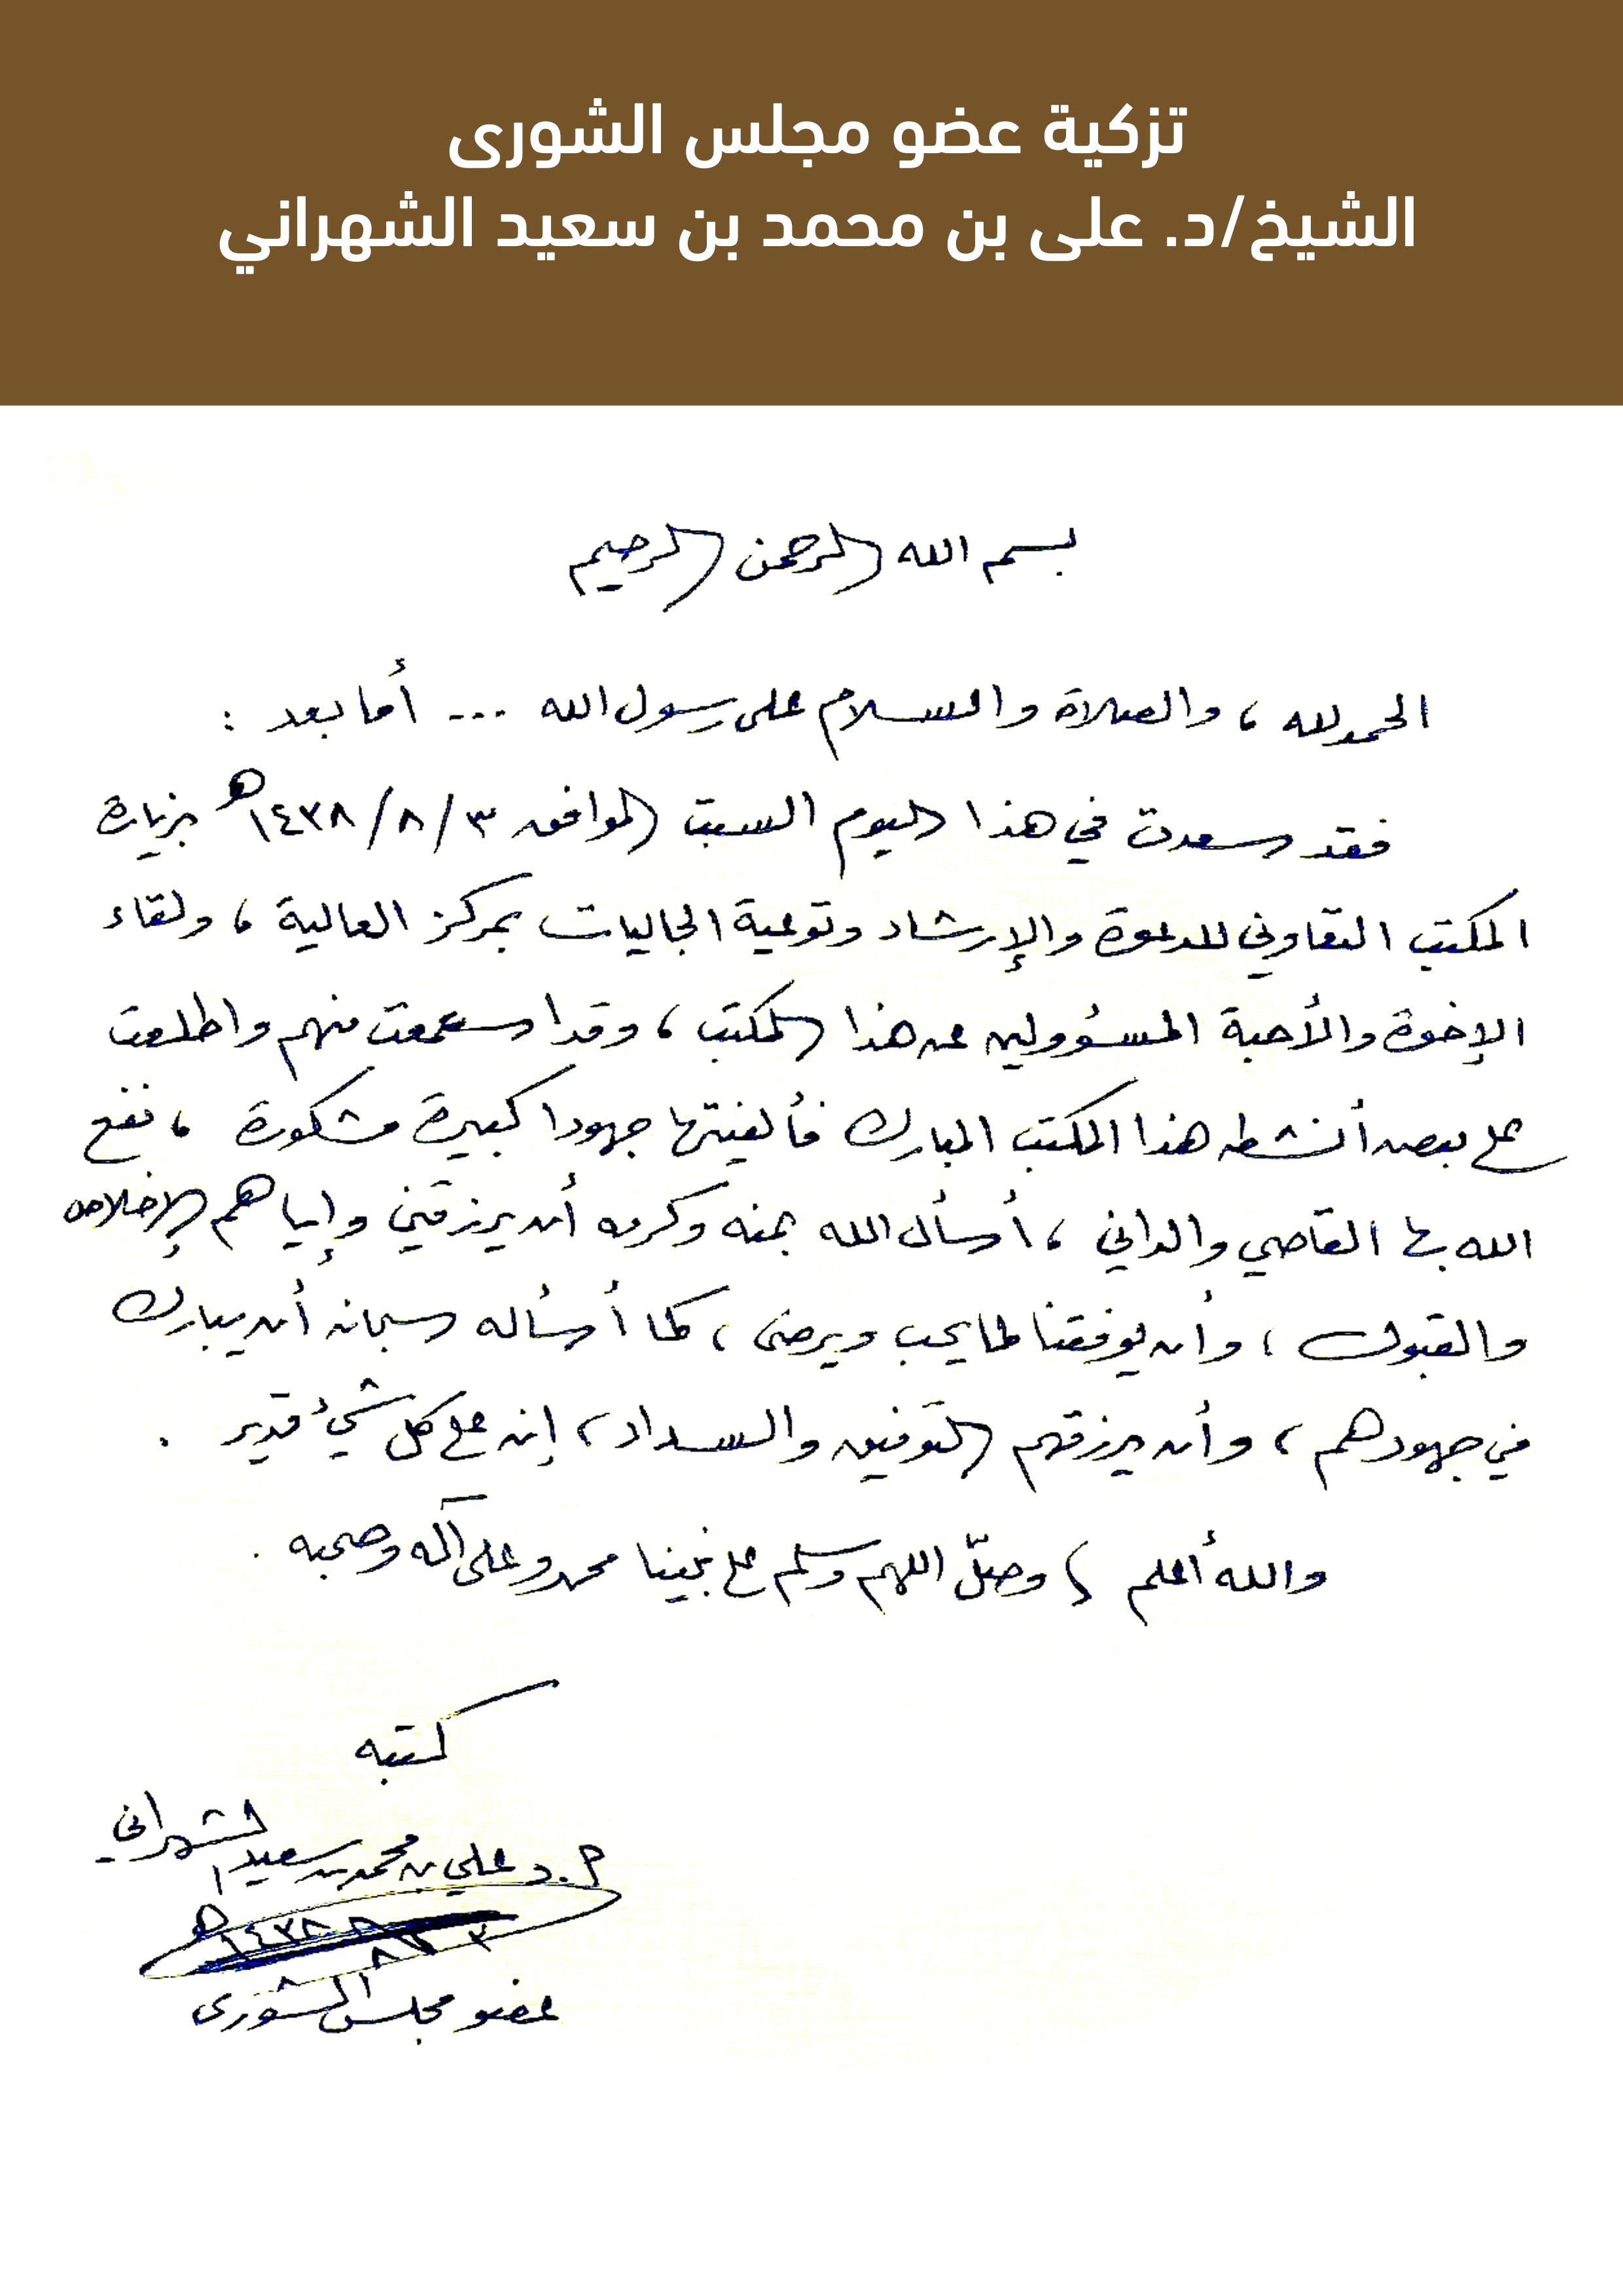 تزكية عضو مجلس الشورى
الشيخ/د. على بن محمد بن سعيد الشهراني
بسم الله الرحمن الرحيم
الحمد لله ، والصلاة والسلام على رسول الله ... أما بعد :
فقد سعدت في هذا اليوم السبت الموافق ٣/٨/١٤٣٨هـ بزيارة
المكتب التعاوني للدعوة والإرشاد وتوعية الجاليات بمركز العالية ، ولقاء
الإخوة والأحبة المسؤولين عن هذا المكتب ، وقد استمعت منهم واطلعت
على بعض أنشطة هذا المكتب المبارك فألفيتها جهودا كبيرة مشكورة ، نفع
الله بها القاصي والداني ، أسأل الله بمنه وكرمه أن يرزقني وإياهم الإخلاص
والقبول ، وأن يوفقنا لما يحب ويرضى ، كما أسأله سبحانه أن يبارك
في جهودهم ، وأن يرزقهم التوفيق والسداد ، إنه على كل شيء قدير .
والله أعلم ، وصلّ اللهم وسلم على نبينا محمد وعلى آله وصحبه .
كتبه
أ.د علي بن محمد بن سعيد الشهراني
٣ ٨ ١٤٣٨هـ
عضو مجلس الشورى